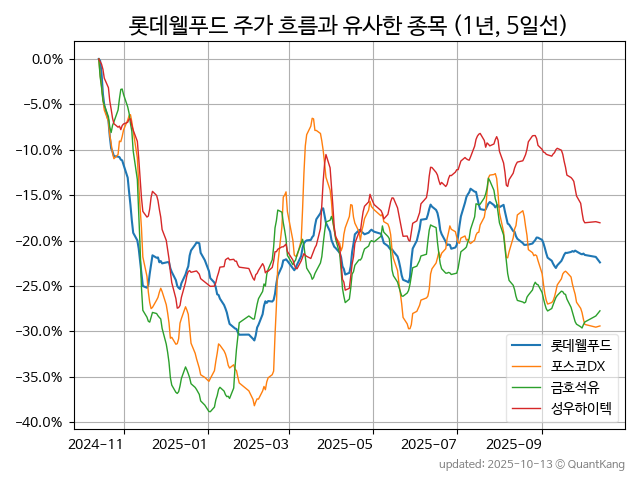 롯데웰푸드 주가 흐름과 유사한 종목 (1년, 5일선)
0.0%
−5.0%
−10.0%
−15.0%
−20.0%
−25.0%
−30.0%
−35.0%
−40.0%
2024-11 2025-01 2025-03 2025-05 2025-07 2025-09
롯데웰푸드
포스코DX
금호석유
성우하이텍
updated: 2025-10-13 © QuantKang